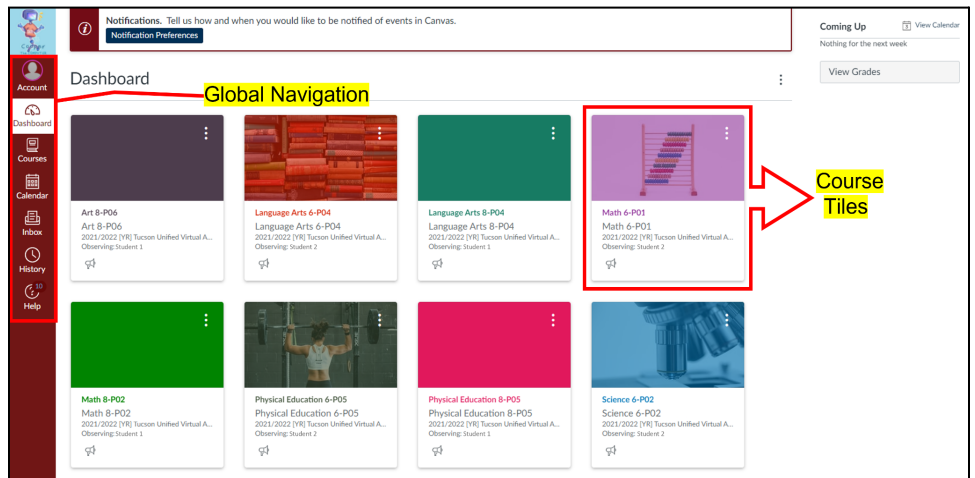 Notifications. Tell us how and when you would like to be notified of events in Canvas.
Notification Preferences
Coming Up
View Calendar
Nothing for the next week
View Grades
Account
Dashboard
Courses
Calendar
Inbox
History
10
Help
Dashboard
Global Navigation
Course
Tiles
Art 8-P06
Art 8-P06
2021/2022 [YR] Tucson Unified Virtual A...
Observing: Student 1
Language Arts 6-P04
Language Arts 6-P04
2021/2022 [YR] Tucson Unified Virtual A...
Observing: Student 2
Language Arts 8-P04
Language Arts 8-P04
2021/2022 [YR] Tucson Unified Virtual A...
Observing: Student 1
Math 6-P01
Math 6-P01
2021/2022 [YR] Tucson Unified Virtual A...
Observing: Student 2
Math 8-P02
Math 8-P02
2021/2022 [YR] Tucson Unified Virtual A...
Observing: Student 1
Physical Education 6-P05
Physical Education 6-P05
2021/2022 [YR] Tucson Unified Virtual A...
Observing: Student 2
Physical Education 8-P05
Physical Education 8-P05
2021/2022 [YR] Tucson Unified Virtual A...
Observing: Student 1
Science 6-P02
Science 6-P02
2021/2022 [YR] Tucson Unified Virtual A...
Observing: Student 2